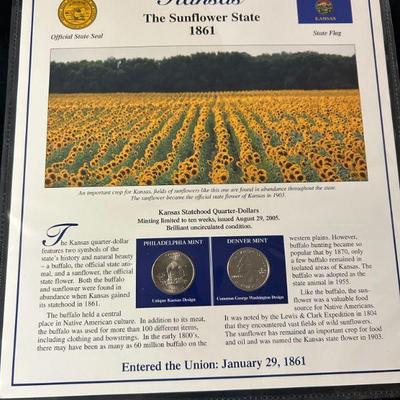 Kansas
The Sunflower State
1861
Official State Seal
KANSAS
State Flag
An important crop for Kansas, fields of sunflowers like this one are found in abundance throughout the state.
The sunflower became the official state flower of Kansas in 1903.
Kansas Statehood Quarter-Dollars
Minting limited to ten weeks, issued August 29, 2005.
Brilliant uncirculated condition.
The Kansas quarter-dollar
features two symbols of the
state's history and natural beauty
– a buffalo, the official state ani-
mal, and a sunflower, the official
state flower. Both the buffalo
and sunflower were found in
abundance when Kansas gained
its statehood in 1861.
The buffalo held a central
place in Native American culture. In addition to its meat,
the buffalo was used for more than 100 different items,
including clothing and bowstrings. In the early 1800's,
there may have been as many as 60 million buffalo on the
PHILADELPHIA MINT
Unique Kansas Design
DENVER MINT
Common George Washington Design
western plains. However,
buffalo hunting became so
popular that by 1870, only
a few buffalo remained in
isolated areas of Kansas. The
buffalo was adopted as the
state animal in 1955.
Like the buffalo, the sun-
flower was a valuable food
source for Native Americans.
It was noted by the Lewis & Clark Expedition in 1804
that they encountered vast fields of wild sunflowers.
The sunflower has remained an important crop for food
and oil and was named the Kansas state flower in 1903.
Entered the Union: January 29, 1861